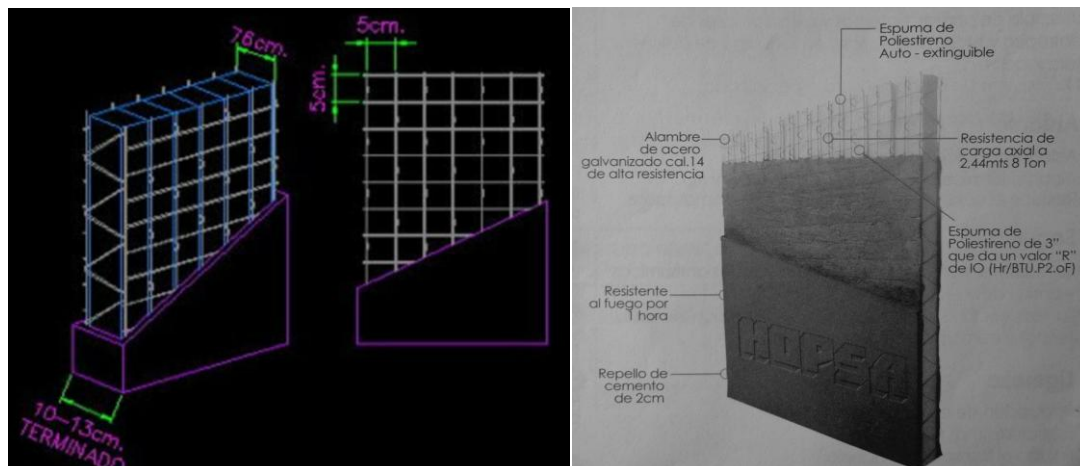 76cm.
5cm.
5cm.
10-13cm.
TERMINADO
Espuma de
Poliestireno
Auto - extinguible
Alambre
de acero
galvanizado cal.14
de alta resistencia
Resistencia de
carga axial a
2.44mts 8 Ton
Espuma de
Poliestireno de 3"
que da un valor "R"
de IO (Hr/BTU.P2.oF)
Resistente
al fuego por
1 hora
HOPSA
Repello de
cemento
de 2cm